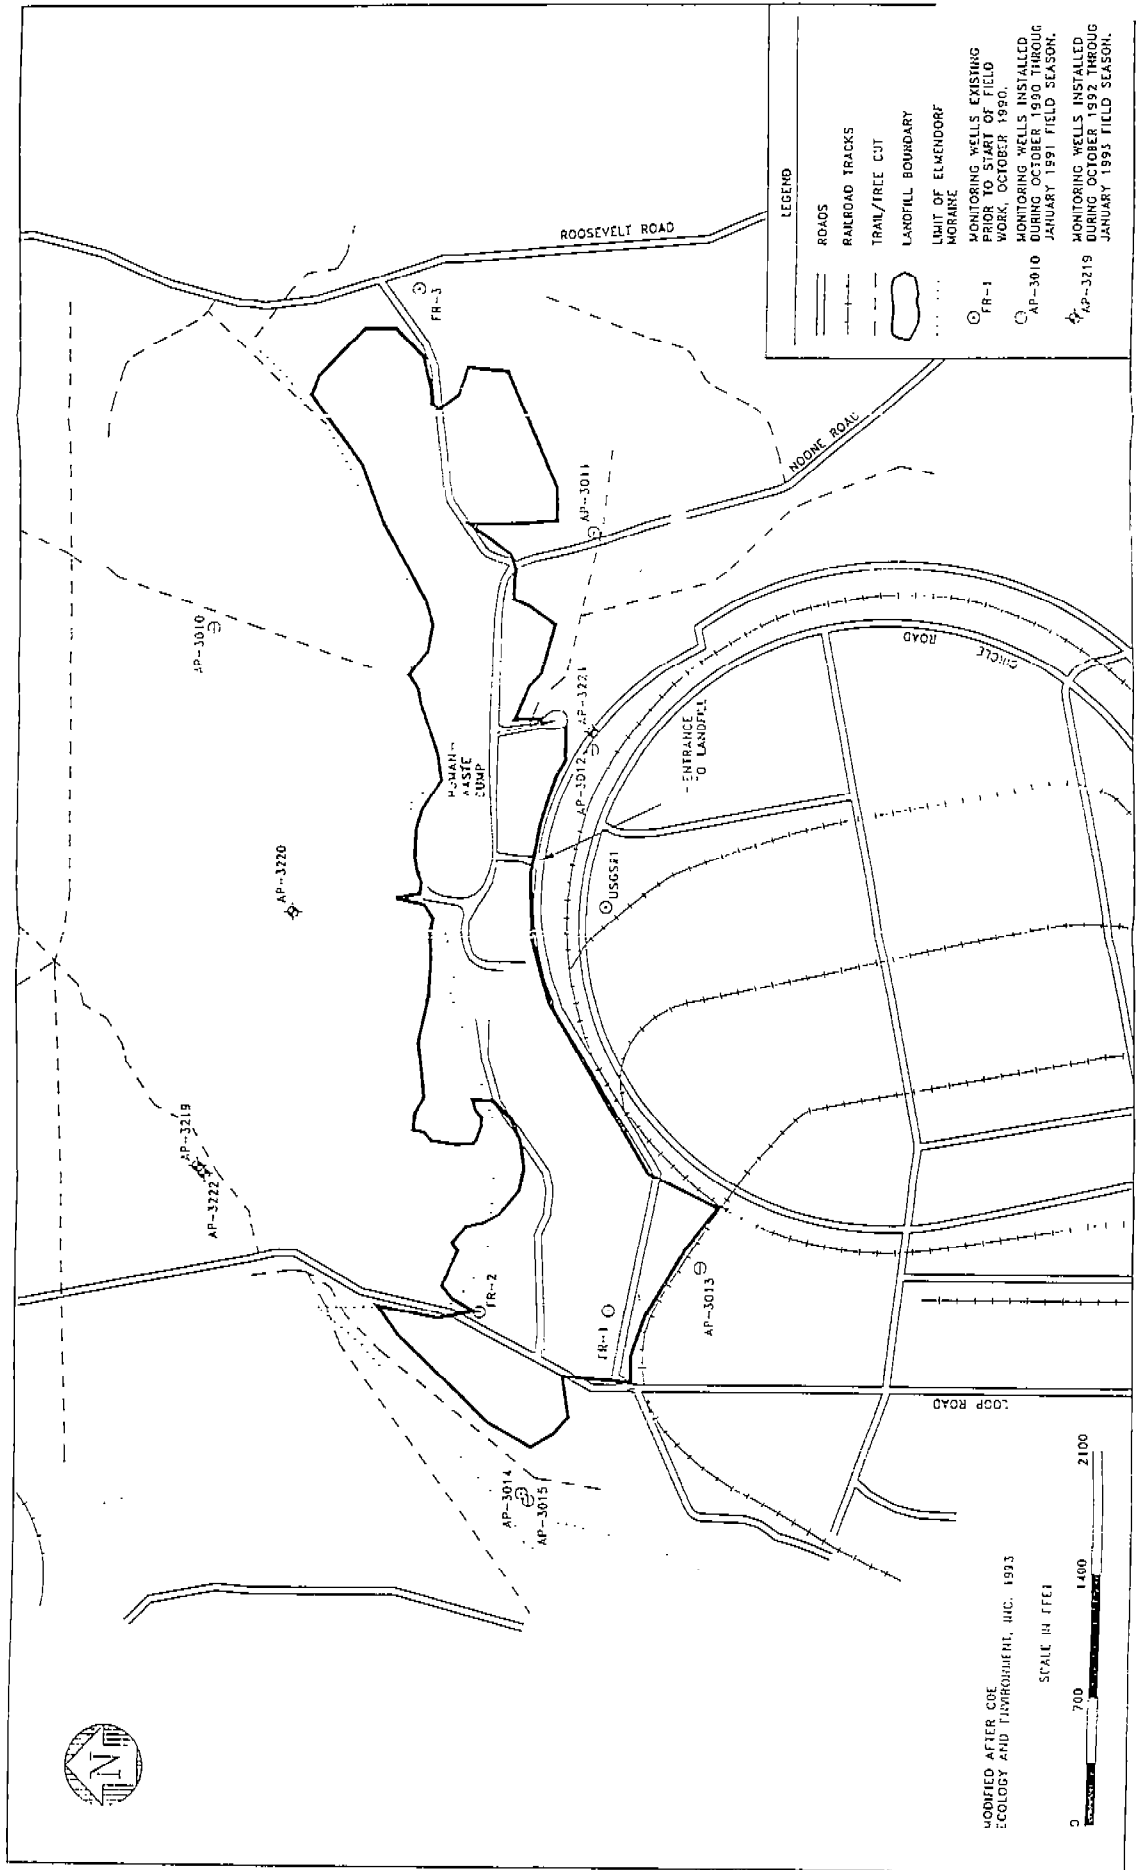 LEGEND
ROADS
RAILROAD TRACKS
TRAIL/TREE CUT
LANDFILL BOUNDARY
LIMIT OF ELMENDORF
MORAINE
FR-1
MONITORING WELLS EXISTING
PRIOR TO START OF FIELD
WORK, OCTOBER 1990.
AP-3010
MONITORING WELLS INSTALLED
DURING OCTOBER 1990 THROUG
JANUARY 1991 FIELD SEASON.
AP-3219
MONITORING WELLS INSTALLED
DURING OCTOBER 1992 THROUG
JANUARY 1993 FIELD SEASON.
N
AP-3222
AP-3219
AP-3220
AP-3010
ROOSEVELT ROAD
FR-3
HUMAN
WASTE
DUMP
FR-2
FR-1
AP-3014
AP-3015
AP-3013
USGS#1
AP-3012
AP-3221
AP-3011
ENTRANCE
TO LANDFILL
NOONE ROAD
CIRCLE
ROAD
LOOP ROAD
MODIFIED AFTER COE
ECOLOGY AND ENVIRONMENT, INC. 1993
SCALE IN FEET
0 700 1400 2100